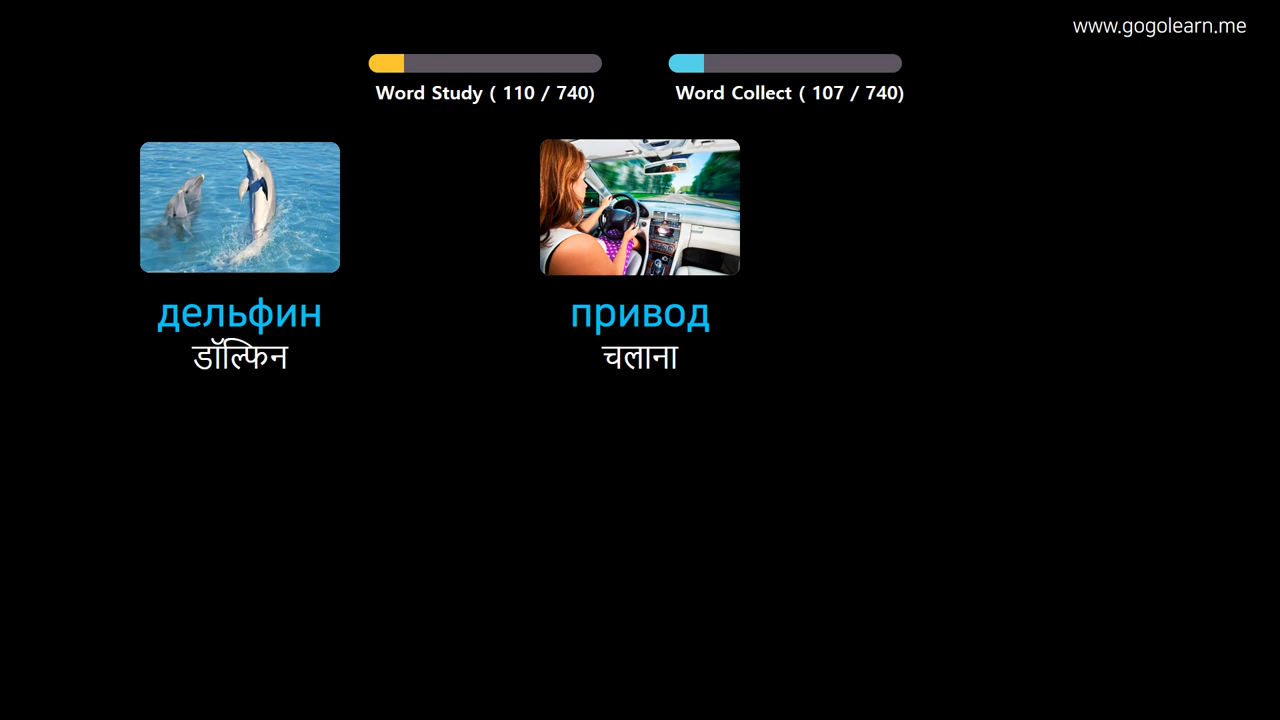 www.gogolearn.me
Word Study ( 110 / 740)
Word Collect ( 107 / 740)
дельфин
привод
डॉल्फिन
चलाना